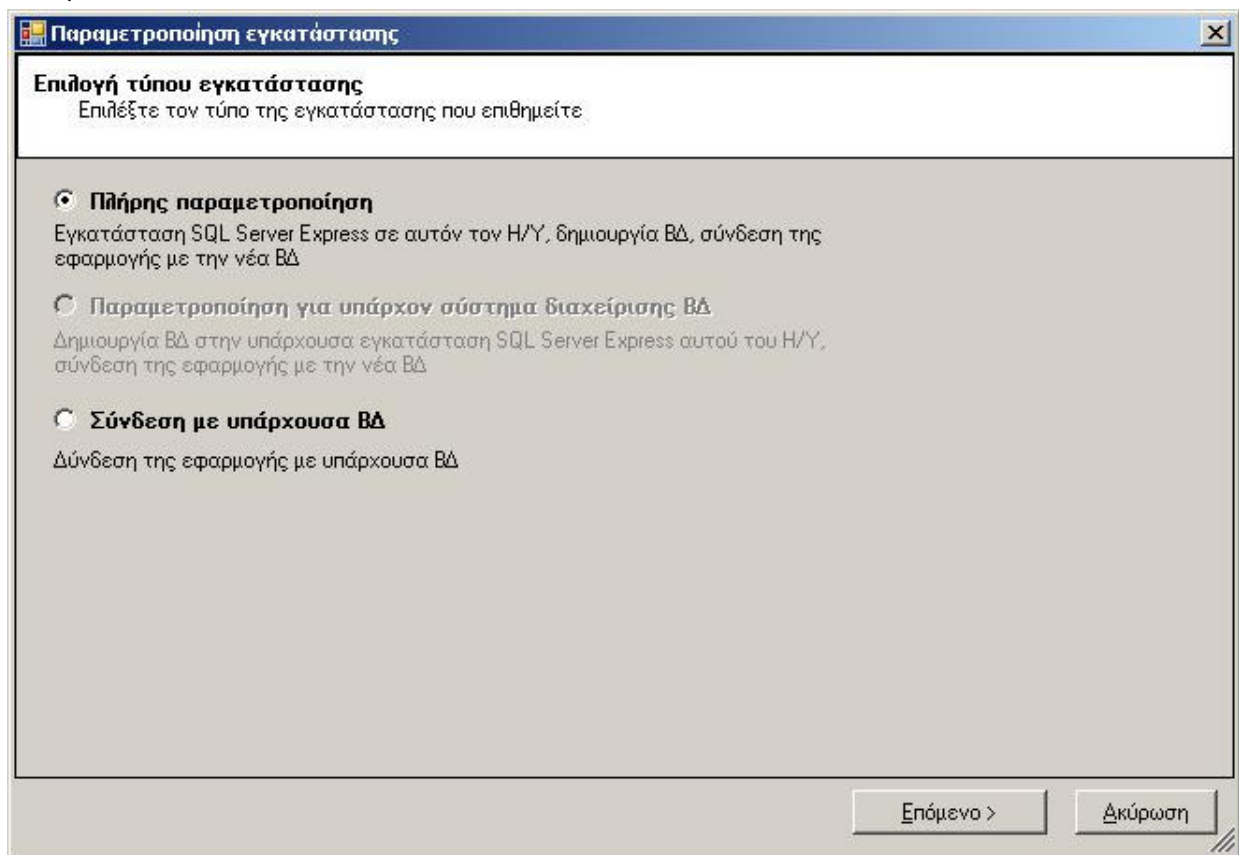 Παραμετροποίηση εγκατάστασης
Επιλογή τύπου εγκατάστασης
Επιλέξτε τον τύπο της εγκατάστασης που επιθημείτε
Πλήρης παραμετροποίηση
Εγκατάσταση SQL Server Express σε αυτόν τον Η/Υ, δημιουργία ΒΔ, σύνδεση της
εφαρμογής με την νέα ΒΔ
Παραμετροποίηση για υπάρχον σύστημα διαχείρισης ΒΔ
Δημιουργία ΒΔ στην υπάρχουσα εγκατάσταση SQL Server Express αυτού του Η/Υ,
σύνδεση της εφαρμογής με την νέα ΒΔ
Σύνδεση με υπάρχουσα ΒΔ
Δύνδεση της εφαρμογής με υπάρχουσα ΒΔ
Επόμενο >
Ακύρωση